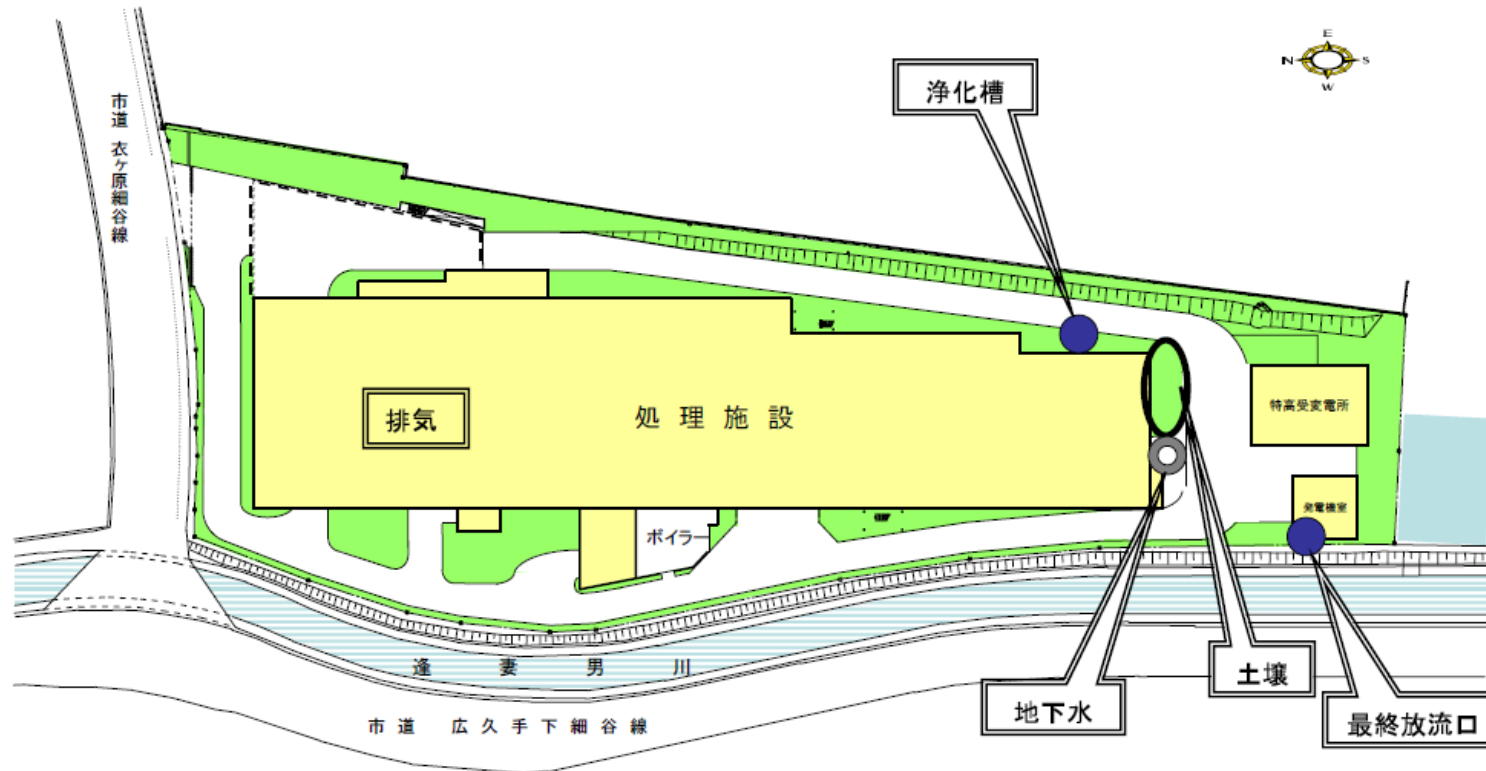 E
N
S
W
浄化槽
市道 衣ヶ原細谷線
排気
処理施設
特高受変電所
発電機室
ボイラー
逢妻男川
土壌
地下水
最終放流口
市道 広久手下細谷線